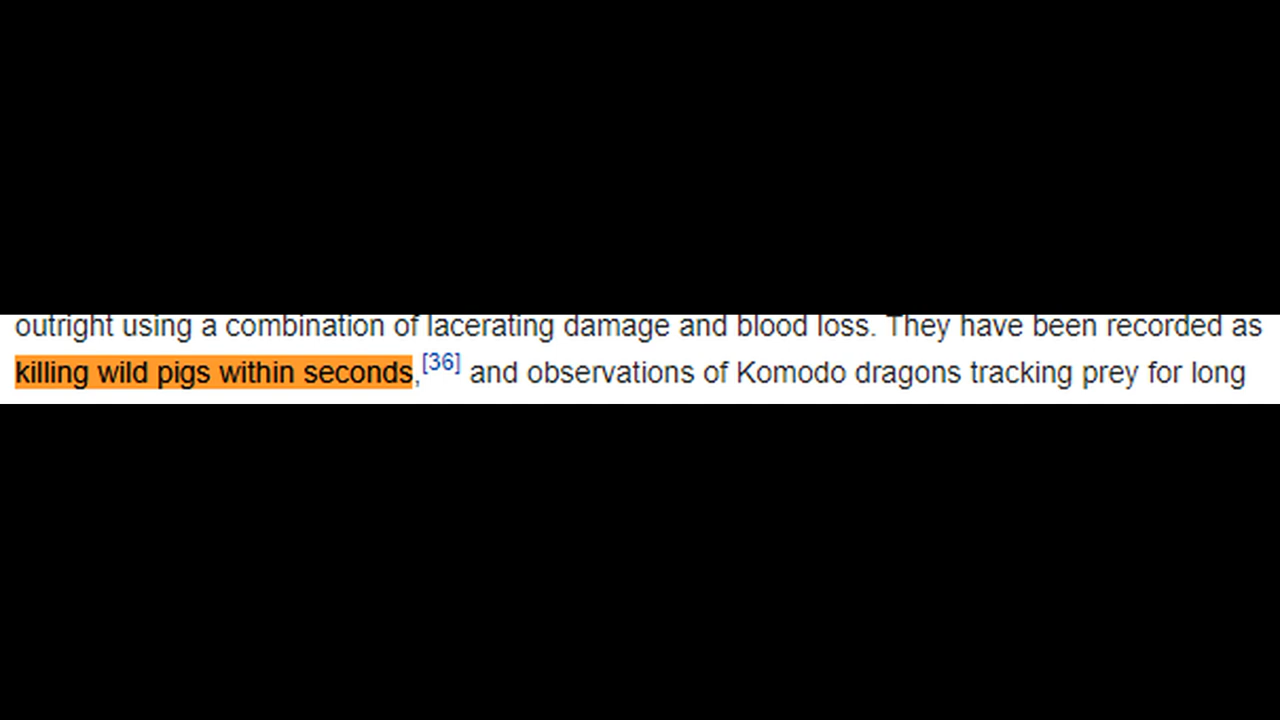 outright using a combination of lacerating damage and blood loss. They have been recorded as
killing wild pigs within seconds,[36] and observations of Komodo dragons tracking prey for long